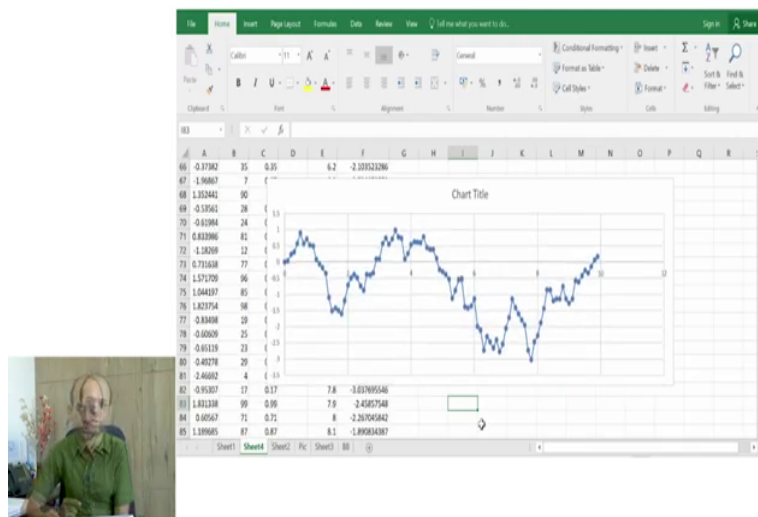 File Home Insert Page Layout Formulas Data Review View Tell me what you want to do... Sign in Share
Calibri 11 A A General Conditional Formatting Insert Σ
Paste B I U A % Format as Table Delete Sort & Find &
Cell Styles Format Filter Select
Clipboard Font Alignment Number Styles Cells Editing
I83 fx
A B C D E F G H I J K L M N O P Q R
66 -0.37382 35 0.35 6.2 -2.103523286
67 -1.96867 7
68 1.352441 90
69 -0.53561 28
70 -0.61984 24
71 0.833986 81
72 -1.18269 12
73 0.731638 77
74 1.571709 96
75 1.044197 85
76 1.823754 98
77 -0.83498 19
78 -0.60609 25
79 -0.65119 23
80 -0.49278 29
81 -2.46692 4
82 -0.95307 17 0.17 7.8 -3.037695546
83 1.831338 99 0.99 7.9 -2.45857548
84 0.60567 71 0.71 8 -2.267045842
85 1.189685 87 0.87 8.1 -1.890834387
Chart Title
1.5
1
0.5
0
0 2 4 6 8 10 12
-0.5
-1
-1.5
-2
-2.5
-3
-3.5
Sheet1 Sheet4 Sheet2 Pic Sheet3 BB